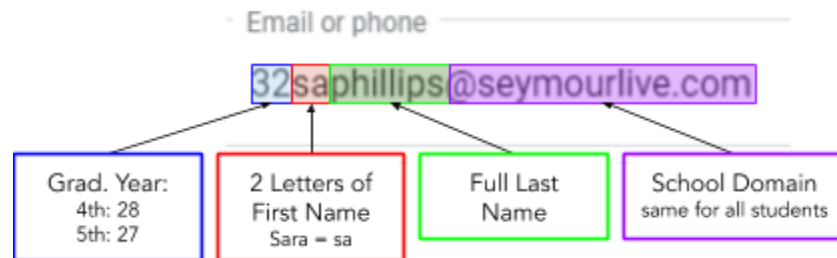 Email or phone
32saphillips@seymourlive.com
Grad. Year:
4th: 28
5th: 27
2 Letters of
First Name
Sara = sa
Full Last
Name
School Domain
same for all students